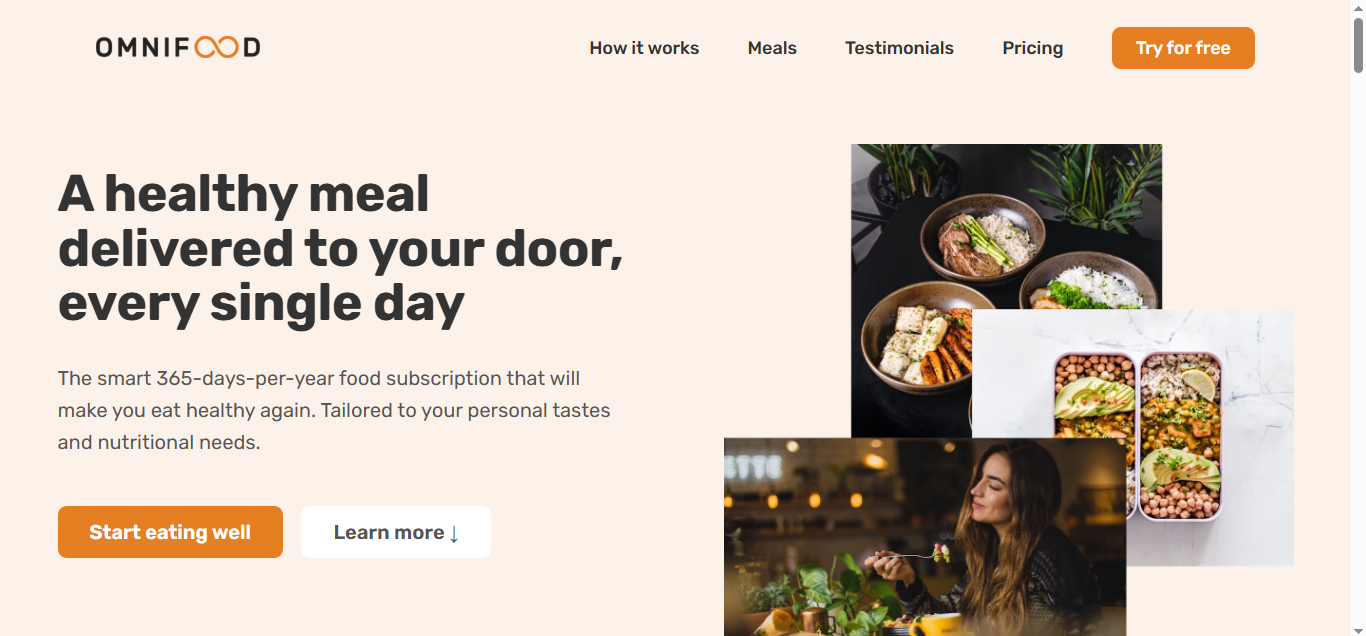 OMNIFOOD
How it works
Meals
Testimonials
Pricing
Try for free
A healthy meal
delivered to your door,
every single day
The smart 365-days-per-year food subscription that will
make you eat healthy again. Tailored to your personal tastes
and nutritional needs.
Start eating well
Learn more ↓